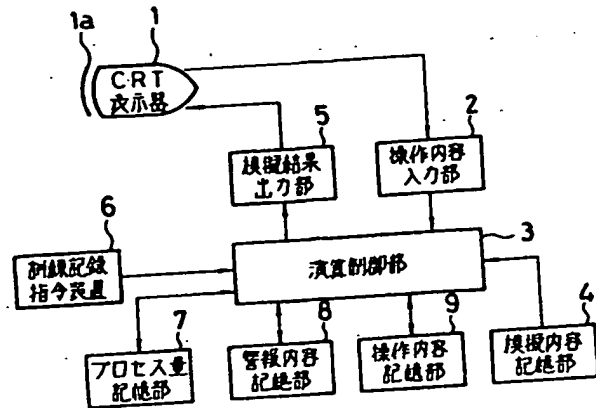 1a
1
CRT
表示器
5
模擬結果
出力部
2
操作内容
入力部
6
訓練記録
指令装置
3
演算制御部
7
プロセス量
記憶部
8
警報内容
記憶部
9
操作内容
記憶部
4
模擬内容
記憶部